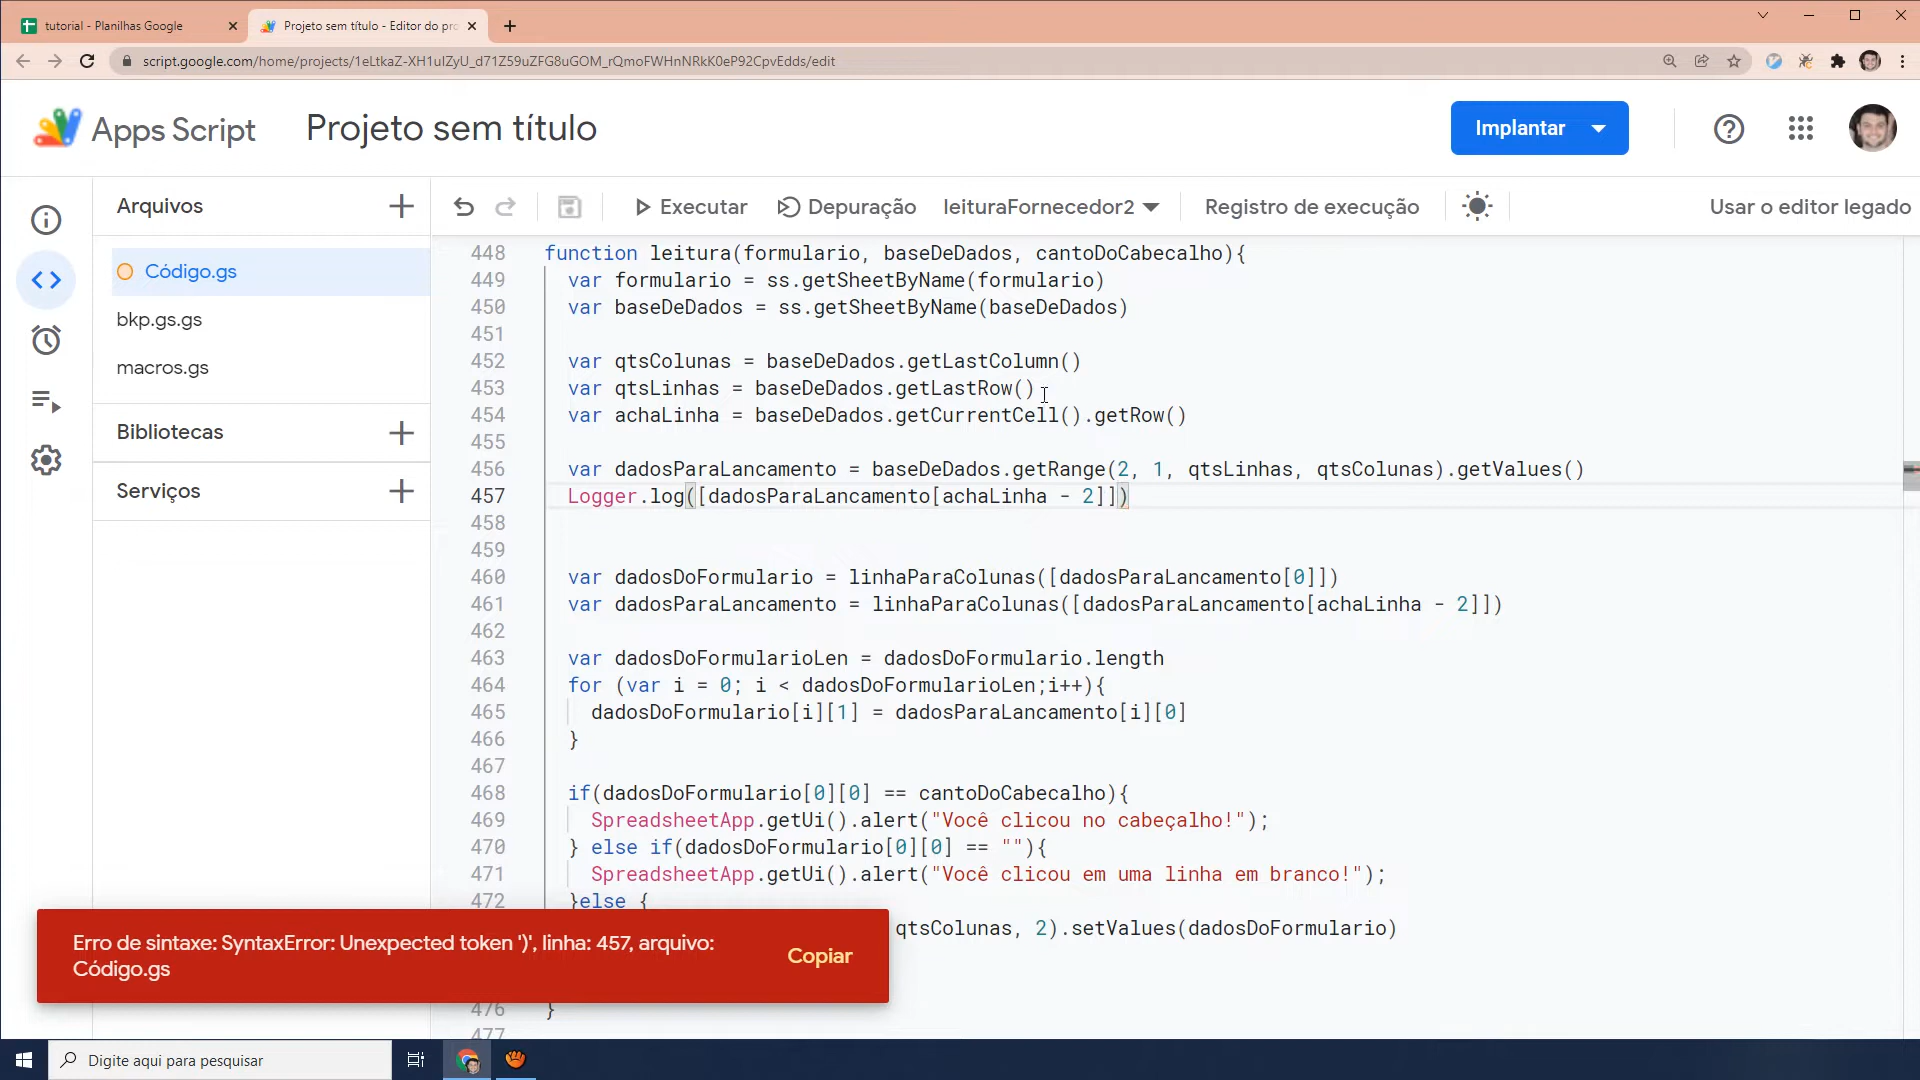 tutorial - Planilhas Google
Projeto sem título - Editor do pro
script.google.com/home/projects/1eLtkaZ-XH1uIZyU_d71Z59uZFG8uGOM_rQmoFWHnNRkK0eP92CpvEdds/edit
Apps Script
Projeto sem título
Implantar
Arquivos
Executar
Depuração
leituraFornecedor2
Registro de execução
Usar o editor legado
Código.gs
bkp.gs.gs
macros.gs
Bibliotecas
Serviços
448 function leitura(formulario, baseDeDados, cantoDoCabecalho){
449 var formulario = ss.getSheetByName(formulario)
450 var baseDeDados = ss.getSheetByName(baseDeDados)
451
452 var qtsColunas = baseDeDados.getLastColumn()
453 var qtsLinhas = baseDeDados.getLastRow()
454 var achaLinha = baseDeDados.getCurrentCell().getRow()
455
456 var dadosParaLancamento = baseDeDados.getRange(2, 1, qtsLinhas, qtsColunas).getValues()
457 Logger.log([dadosParaLancamento[achaLinha - 2]])
458
459
460 var dadosDoFormulario = linhaParaColunas([dadosParaLancamento[0]])
461 var dadosParaLancamento = linhaParaColunas([dadosParaLancamento[achaLinha - 2]])
462
463 var dadosDoFormularioLen = dadosDoFormulario.length
464 for (var i = 0; i < dadosDoFormularioLen;i++){
465 dadosDoFormulario[i][1] = dadosParaLancamento[i][0]
466 }
467
468 if(dadosDoFormulario[0][0] == cantoDoCabecalho){
469 SpreadsheetApp.getUi().alert("Você clicou no cabeçalho!");
470 } else if(dadosDoFormulario[0][0] == ""){
471 SpreadsheetApp.getUi().alert("Você clicou em uma linha em branco!");
472 }else {
qtsColunas, 2).setValues(dadosDoFormulario)
476 }
477
Erro de sintaxe: SyntaxError: Unexpected token ')', linha: 457, arquivo:
Código.gs
Copiar
Digite aqui para pesquisar